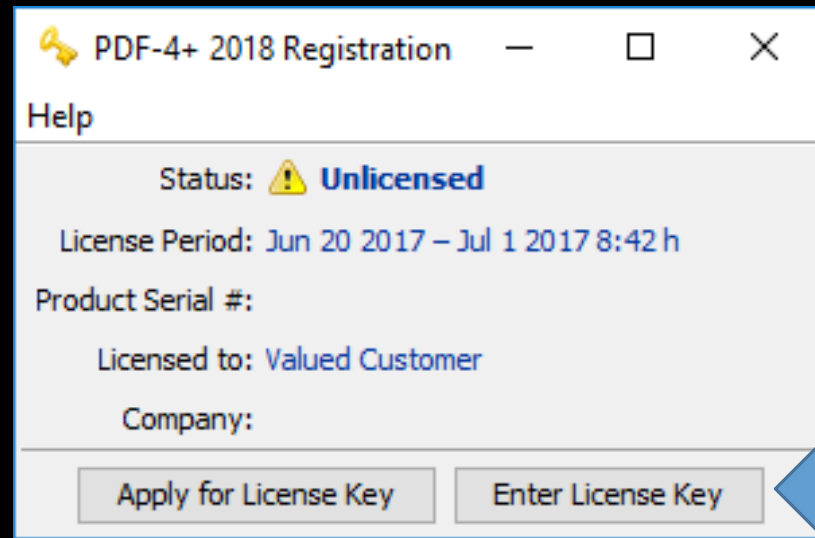 PDF-4+ 2018 Registration
Help
Status: Unlicensed
License Period: Jun 20 2017 – Jul 1 2017 8:42 h
Product Serial #:
Licensed to: Valued Customer
Company:
Apply for License Key Enter License Key